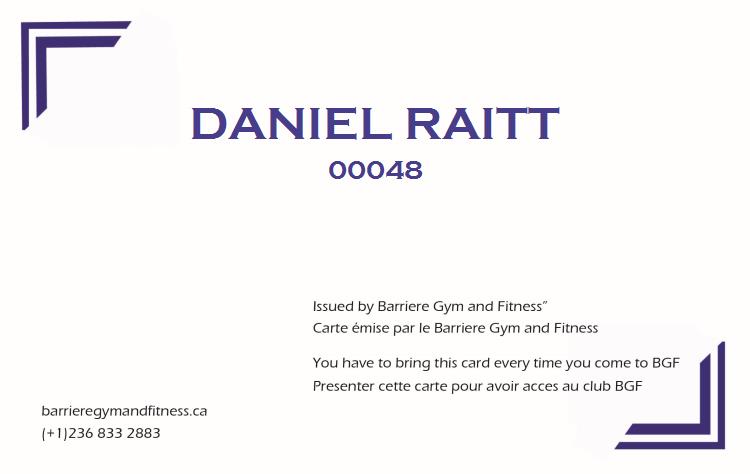 DANIEL RAITT
00048
Issued by Barriere Gym and Fitness”
Carte émise par le Barriere Gym and Fitness
You have to bring this card every time you come to BGF
Presenter cette carte pour avoir acces au club BGF
barrieregymandfitness.ca
(+1)236 833 2883